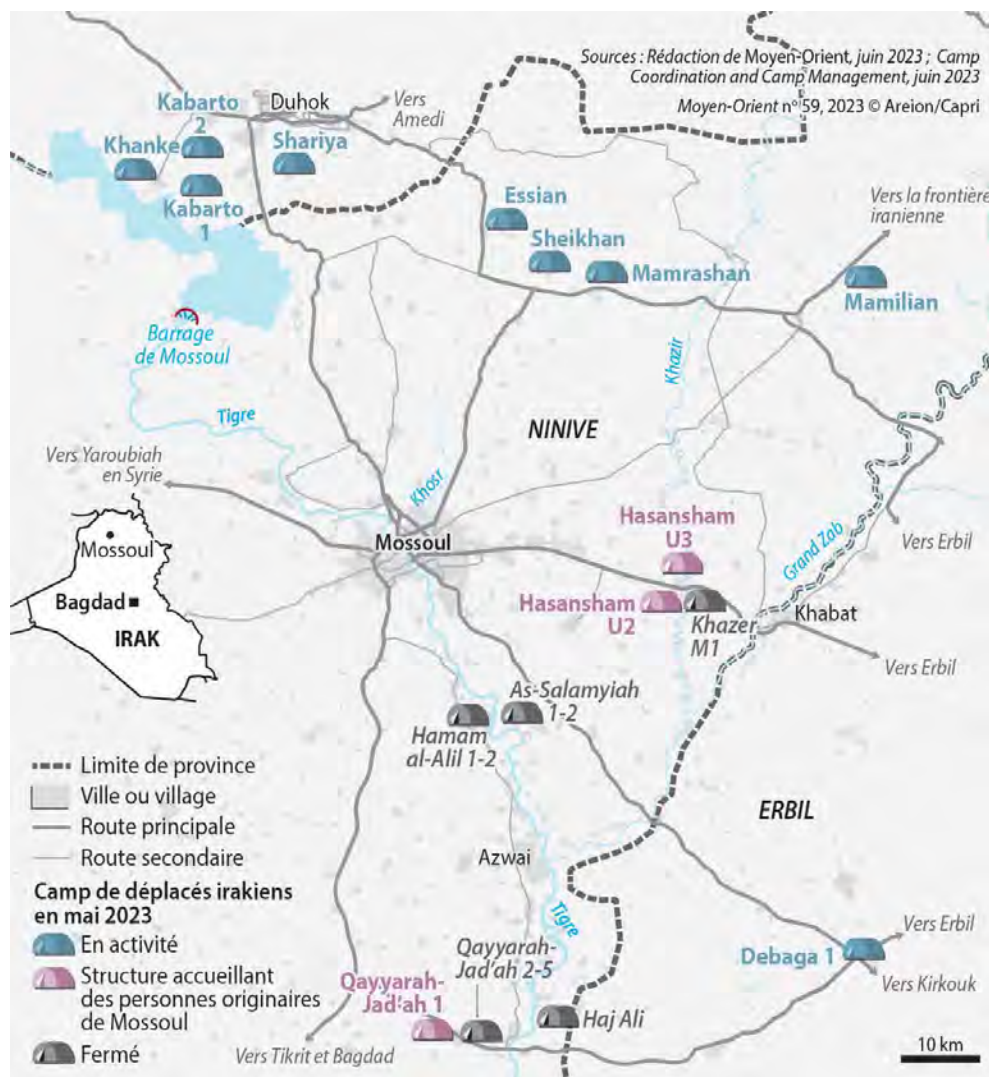 Sources : Rédaction de Moyen-Orient, juin 2023 ; Camp
Coordination and Camp Management, juin 2023
Moyen-Orient nº 59, 2023 © Areion/Capri
Kabarto
2
Duhok
Vers
Amedi
Khanke
Shariya
Kabarto
1
Essian
Sheikhan
Mamrashan
Vers la frontière
iranienne
Mamilian
Barrage
de Mossoul
Khazir
Tigre
NINIVE
Vers Yaroubiah
en Syrie
Khosr
Mossoul
Hasansham
U3
Grand Zab
Vers Erbil
Mossoul
Bagdad
IRAK
Hasansham
U2
Khazer
M1
Khabat
Vers Erbil
As-Salamyiah
1-2
Hamam
al-Alil 1-2
ERBIL
Azwai
Tigre
Vers Erbil
Debaga 1
Vers Kirkouk
Qayyarah-
Jad'ah 2-5
Qayyarah-
Jad'ah 1
Haj Ali
Vers Tikrit et Bagdad
Limite de province
Ville ou village
Route principale
Route secondaire
Camp de déplacés irakiens
en mai 2023
En activité
Structure accueillant
des personnes originaires
de Mossoul
Fermé
10 km